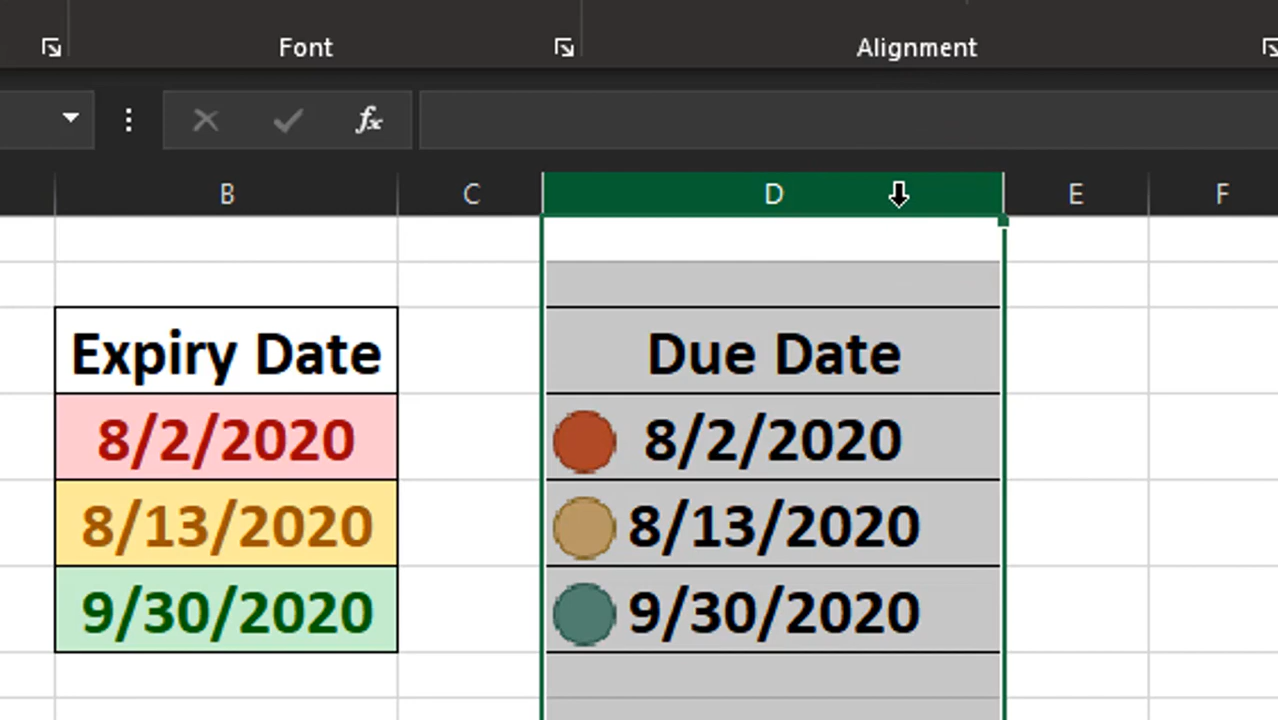 Font Alignment
fx
B C D E F
Expiry Date Due Date
8/2/2020 8/2/2020
8/13/2020 8/13/2020
9/30/2020 9/30/2020